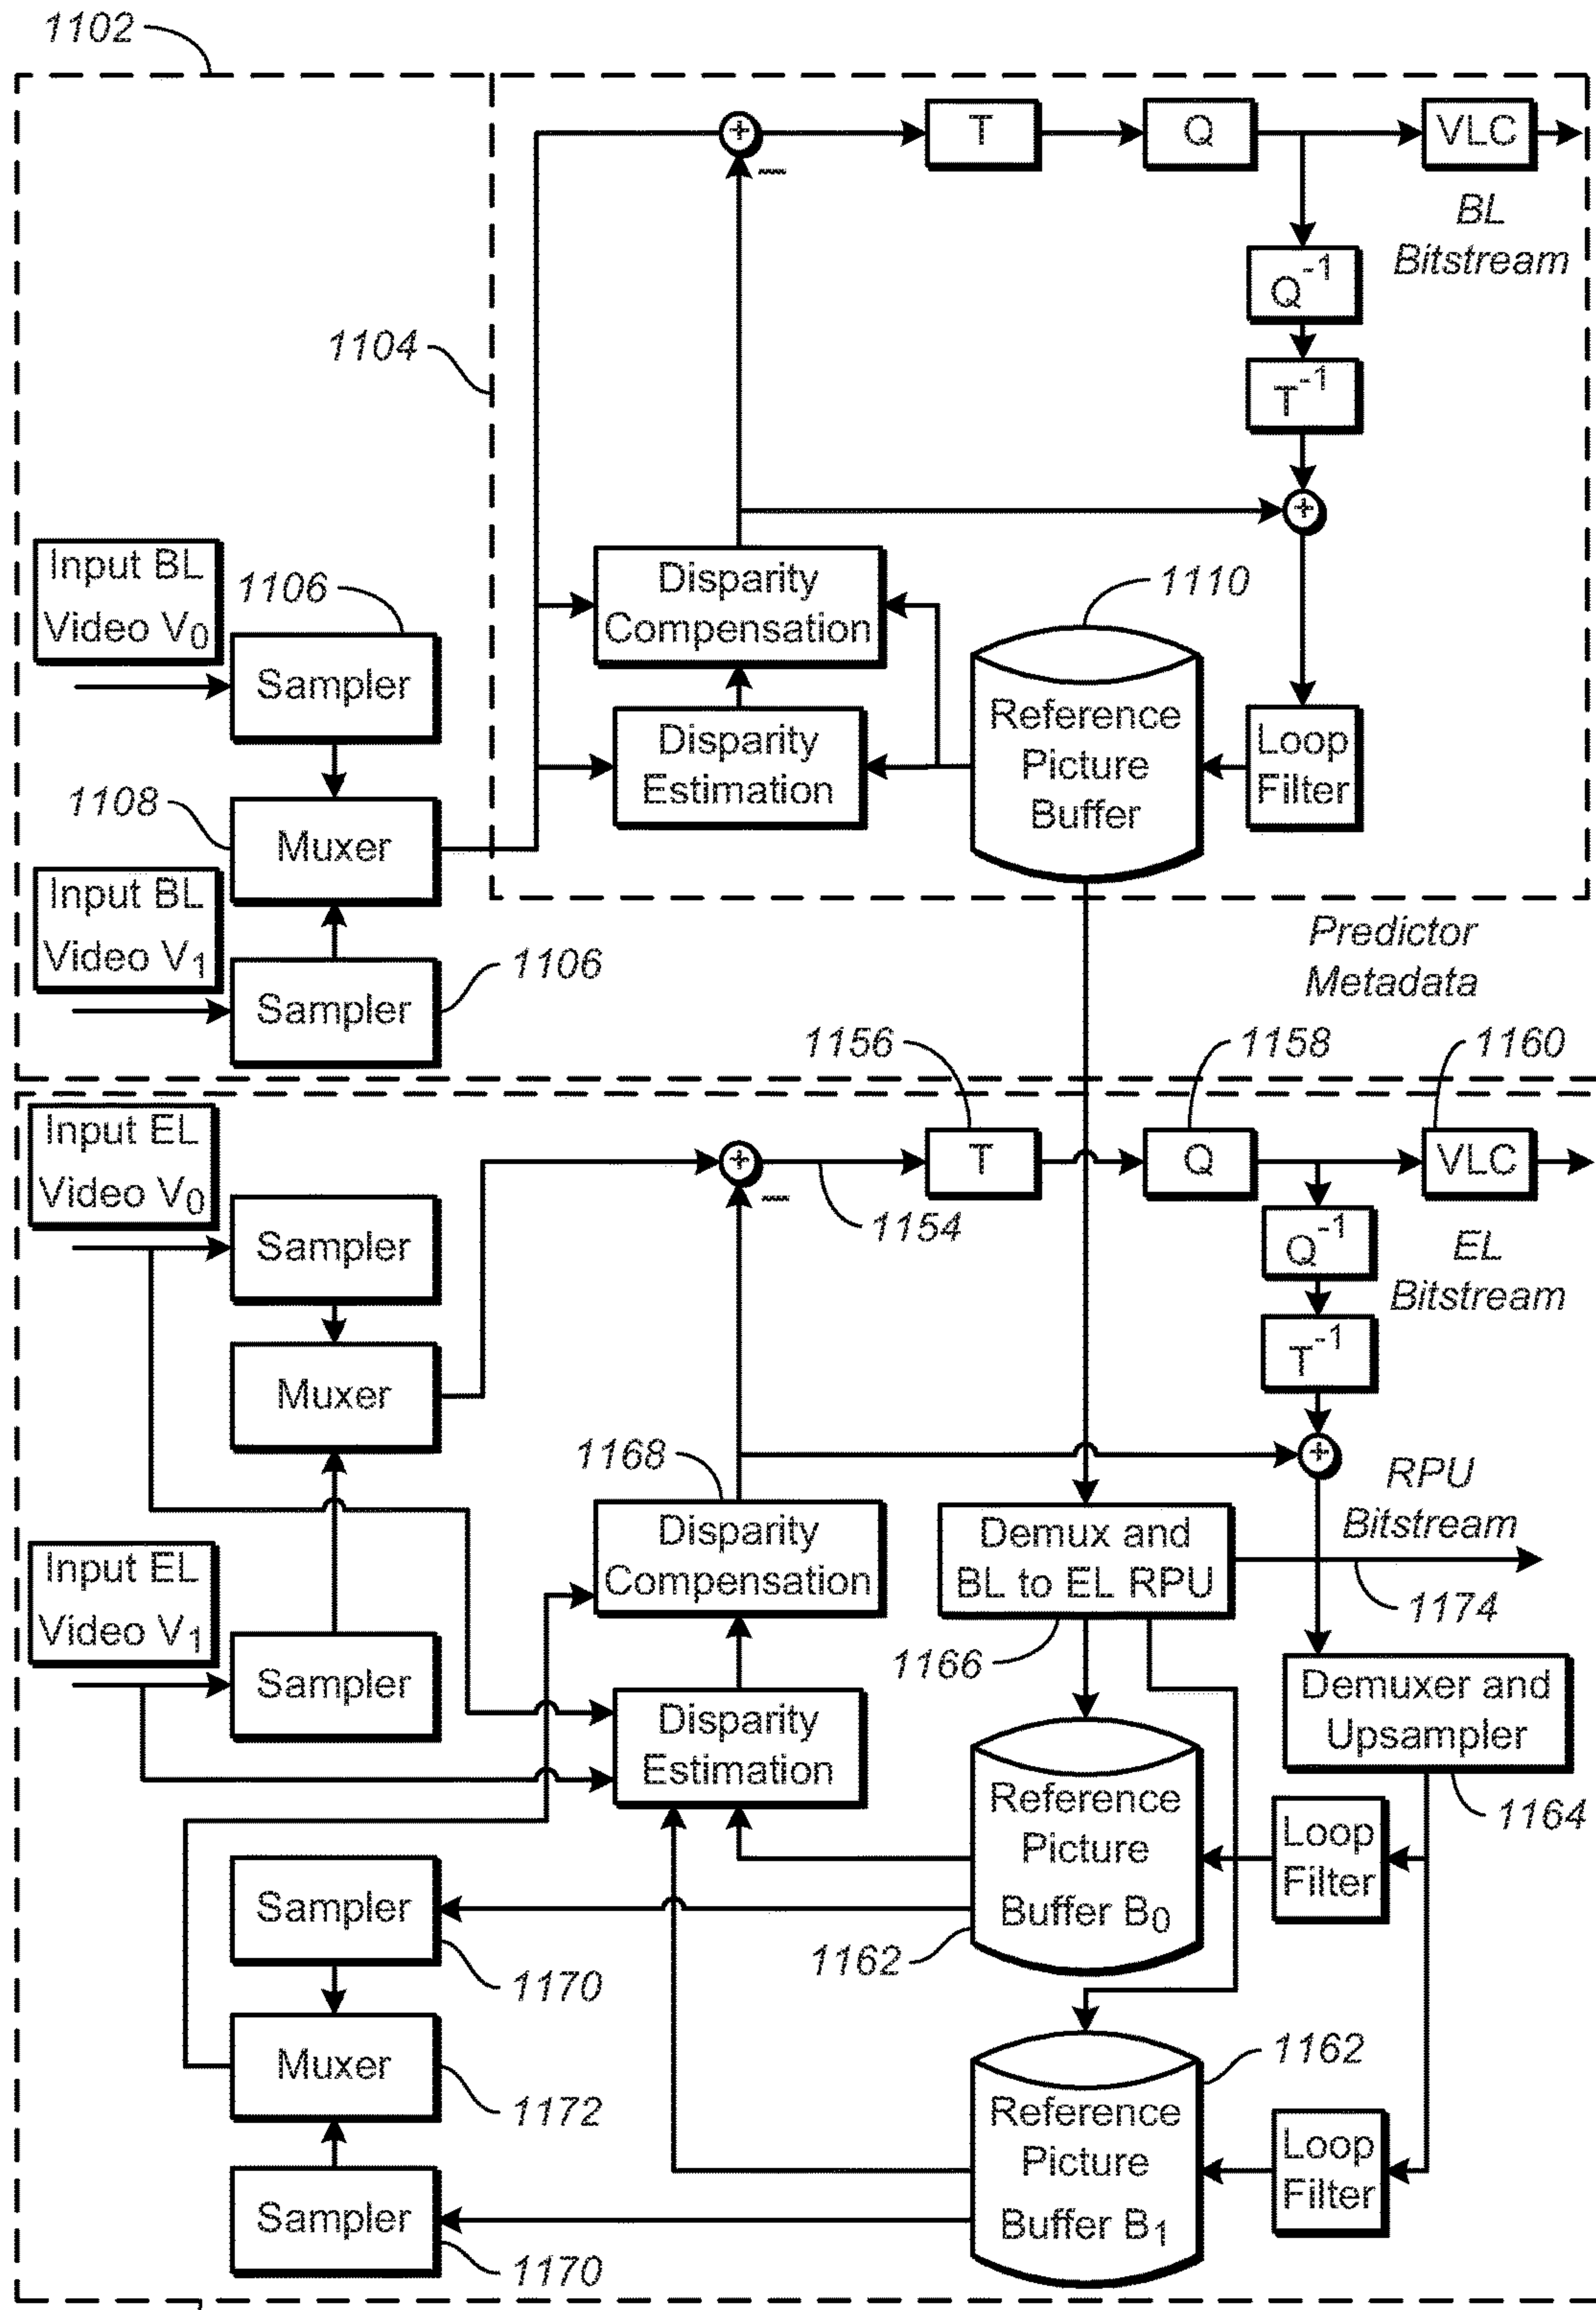 1102
T
Q
VLC
BL
Bitstream
Q-1
T-1
1104
Input BL
Video V0
1106
Sampler
Disparity
Compensation
1110
Reference
Picture
Buffer
Disparity
Estimation
Loop
Filter
1108
Muxer
Input BL
Video V1
1106
Sampler
Predictor
Metadata
1156
1158
1160
Input EL
Video V0
T
Q
VLC
1154
Sampler
Q-1
EL
Bitstream
T-1
Muxer
1168
RPU
Bitstream
Disparity
Compensation
Demux and
BL to EL RPU
1174
Input EL
Video V1
1166
Sampler
Disparity
Estimation
Demuxer and
Upsampler
1164
Reference
Picture
Buffer B0
Loop
Filter
Sampler
1162
1170
Muxer
1172
1162
Reference
Picture
Buffer B1
Loop
Filter
Sampler
1170